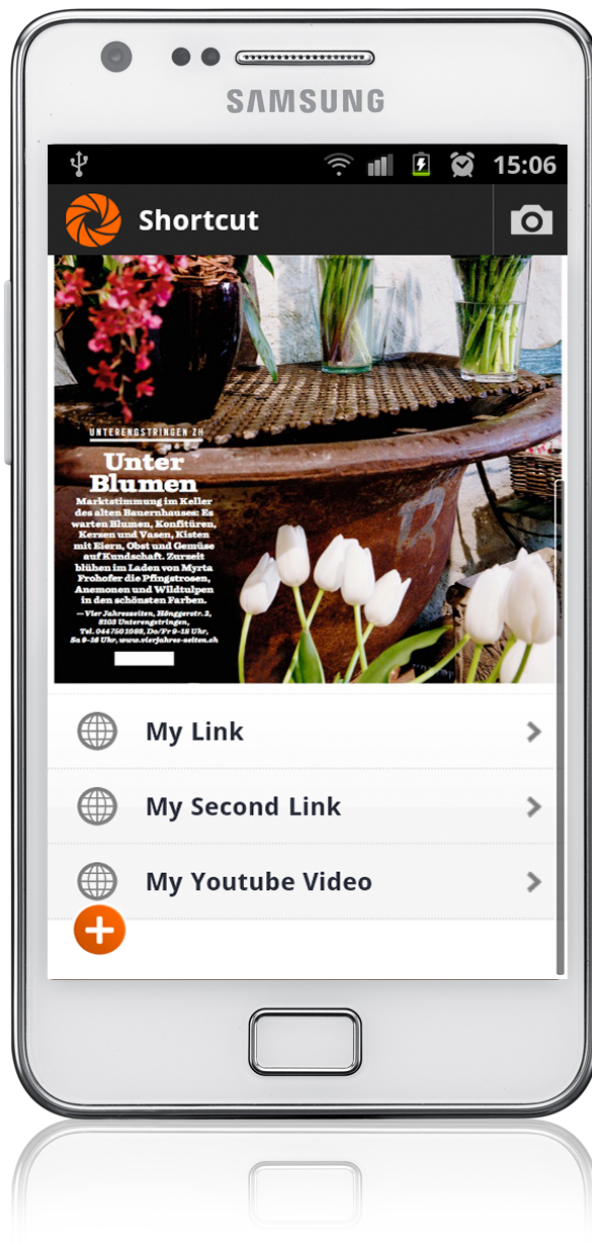 SAMSUNG
15:06
Shortcut
UNTERENGSTRINGEN ZH
Unter
Blumen
Marktstimmung im Keller
des alten Bauernhauses: Es
warten Blumen, Konfitüren,
Kerzen und Vasen, Kisten
mit Eiern, Obst und Gemüse
auf Kundschaft. Zurzeit
blühen im Laden von Myrta
Frohofer die Pfingstrosen,
Anemonen und Wildtulpen
in den schönsten Farben.
— Vier Jahreszeiten, Hönggerstr. 2,
8103 Unterengstringen,
Tel. 044 750 1088, Do/Fr 9–18 Uhr,
Sa 9–16 Uhr, www.vierjahres-zeiten.ch
My Link
My Second Link
My Youtube Video